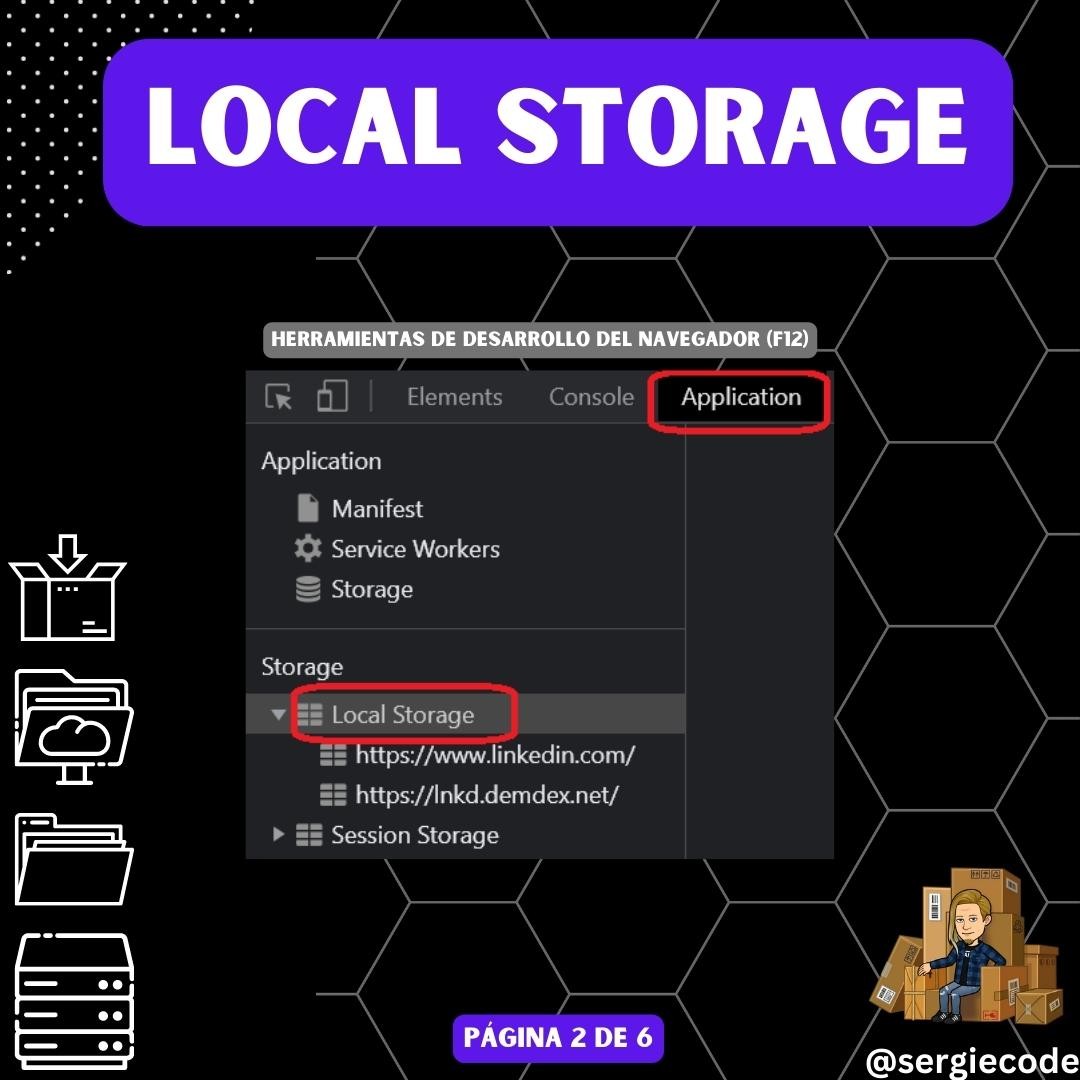 LOCAL STORAGE
HERRAMIENTAS DE DESARROLLO DEL NAVEGADOR (F12)
Elements Console Application
Application
Manifest
Service Workers
Storage
Storage
Local Storage
https://www.linkedin.com/
https://lnkd.demdex.net/
Session Storage
PÁGINA 2 DE 6
@sergiecode